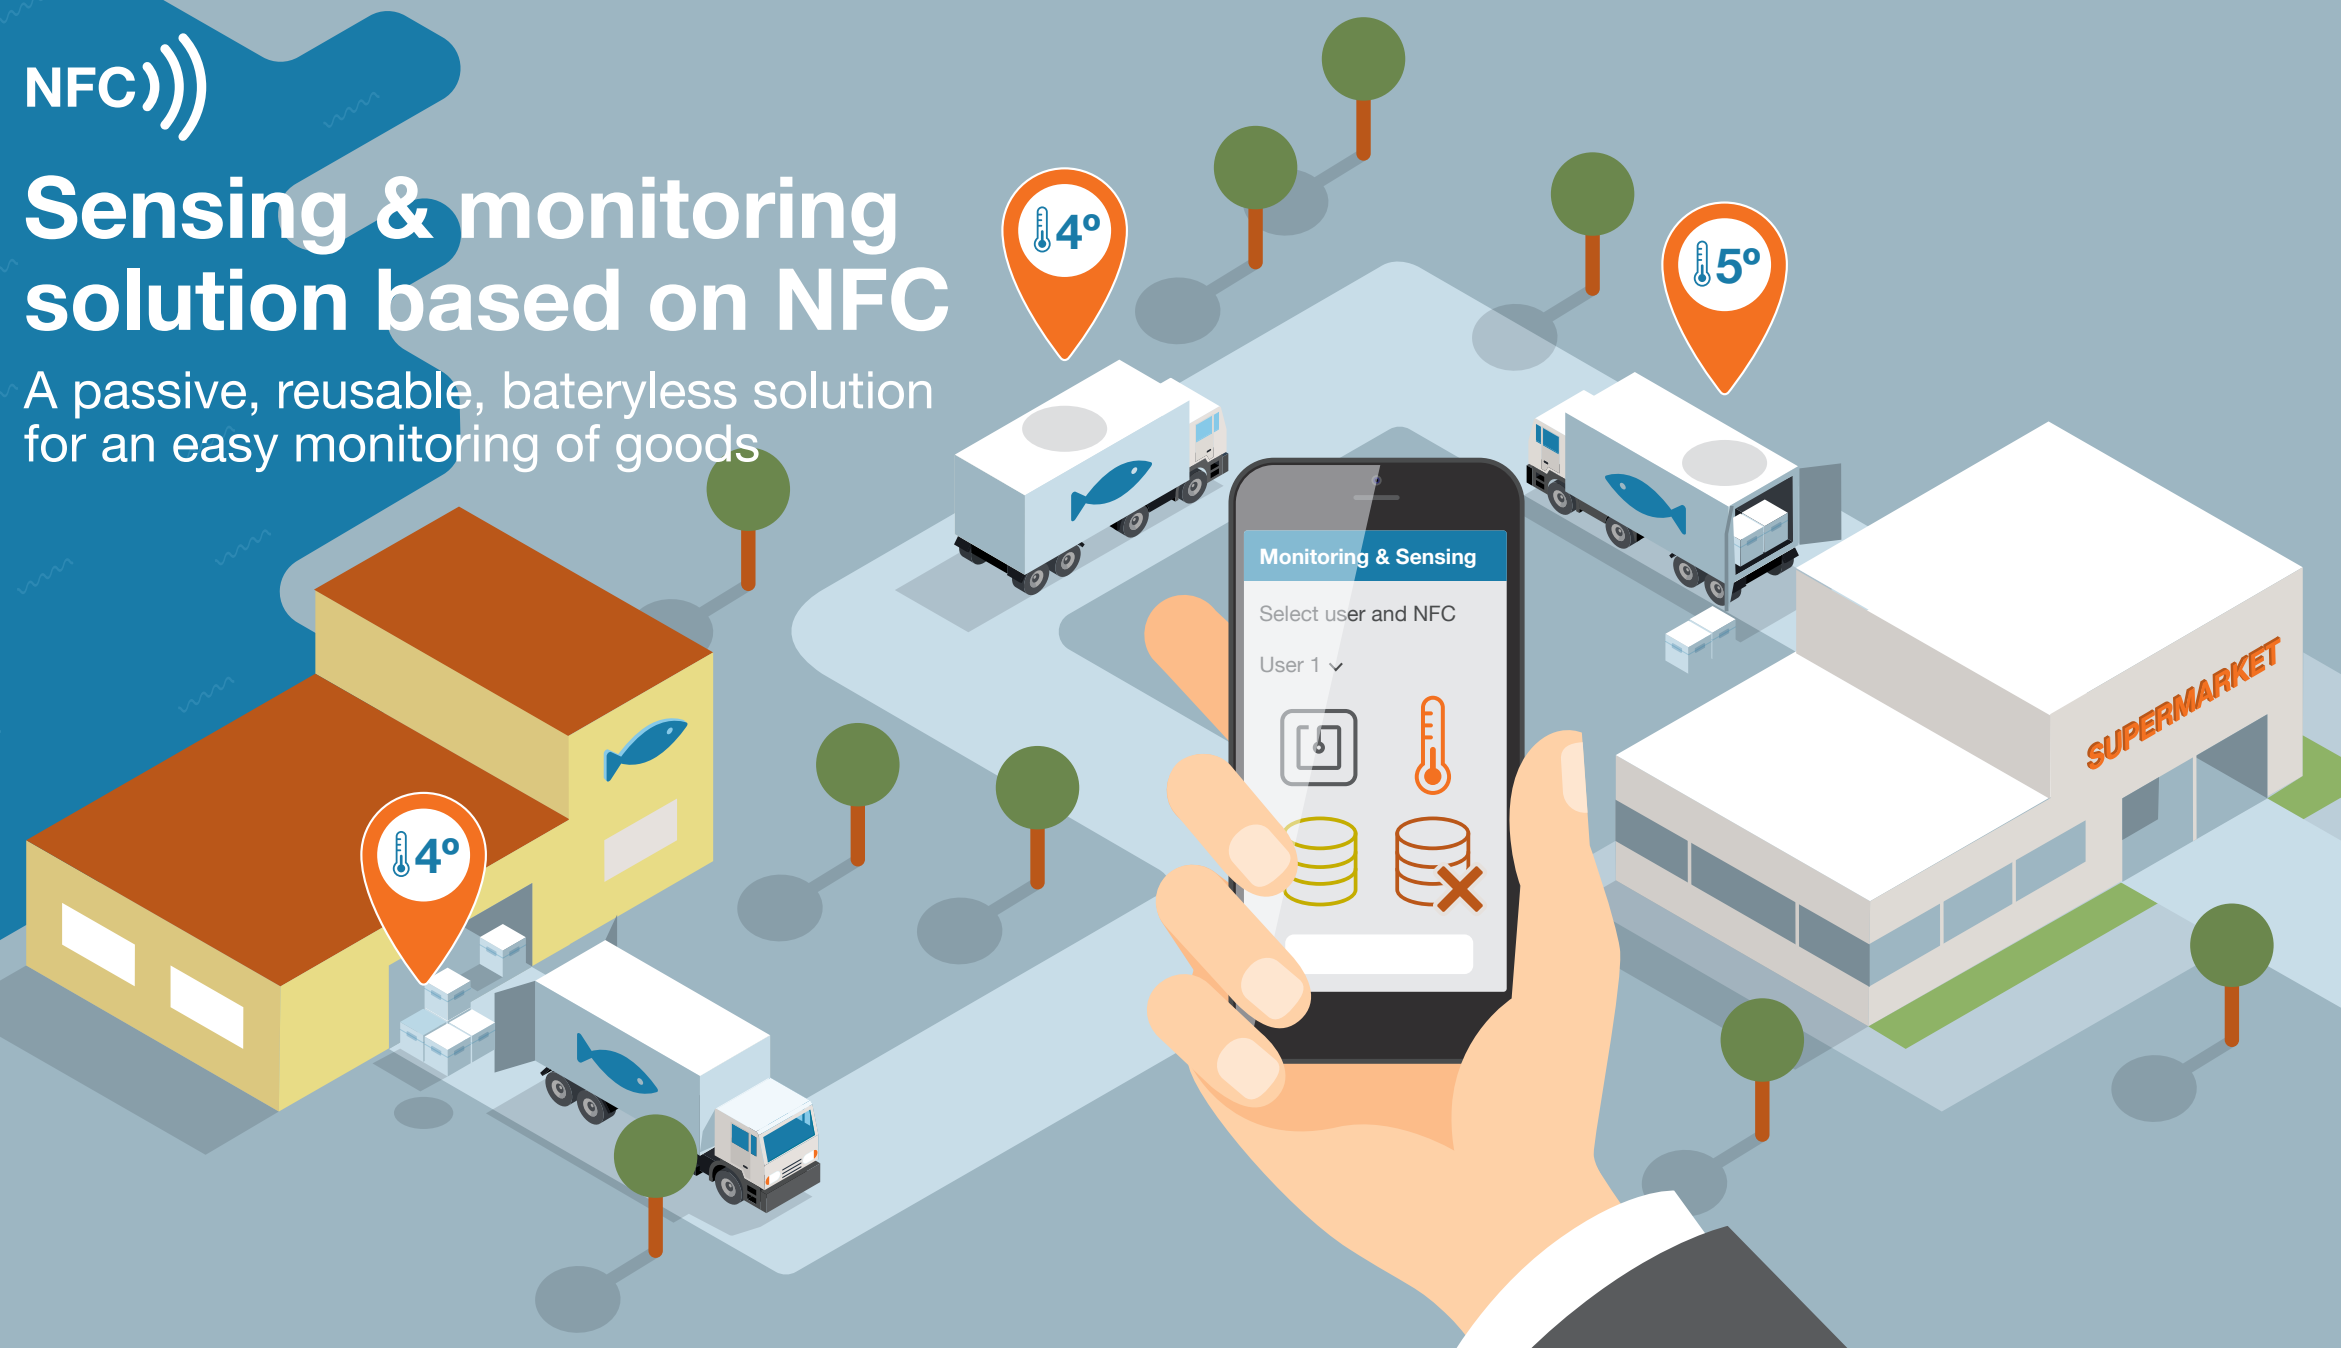 NFC
Sensing & monitoring
solution based on NFC
A passive, reusable, bateryless solution
for an easy monitoring of goods
4º
5º
Monitoring & Sensing
Select user and NFC
User 1
SUPERMARKET
4º